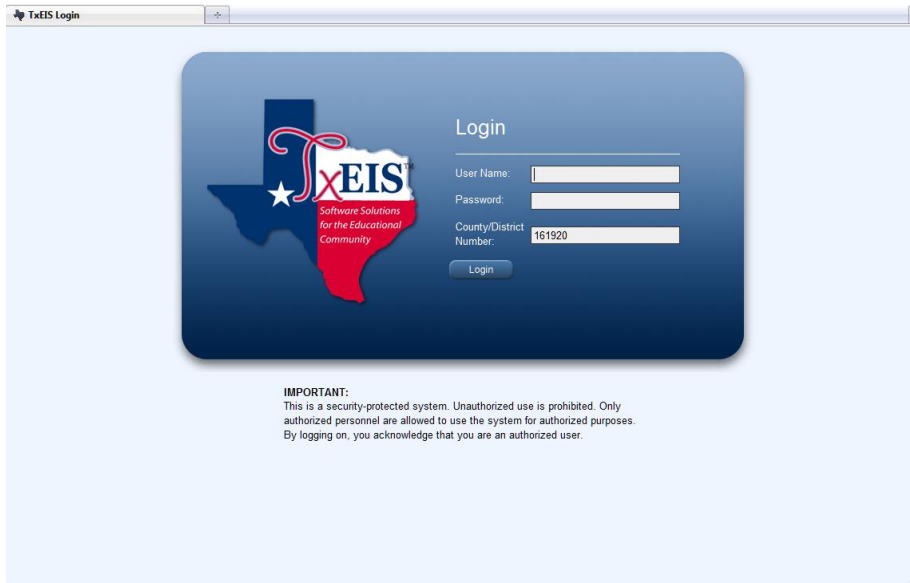 TxEIS Login
Login
TxEIS™
Software Solutions
for the Educational
Community
User Name:
Password:
County/District
Number:
161920
Login
IMPORTANT:
This is a security-protected system. Unauthorized use is prohibited. Only
authorized personnel are allowed to use the system for authorized purposes.
By logging on, you acknowledge that you are an authorized user.